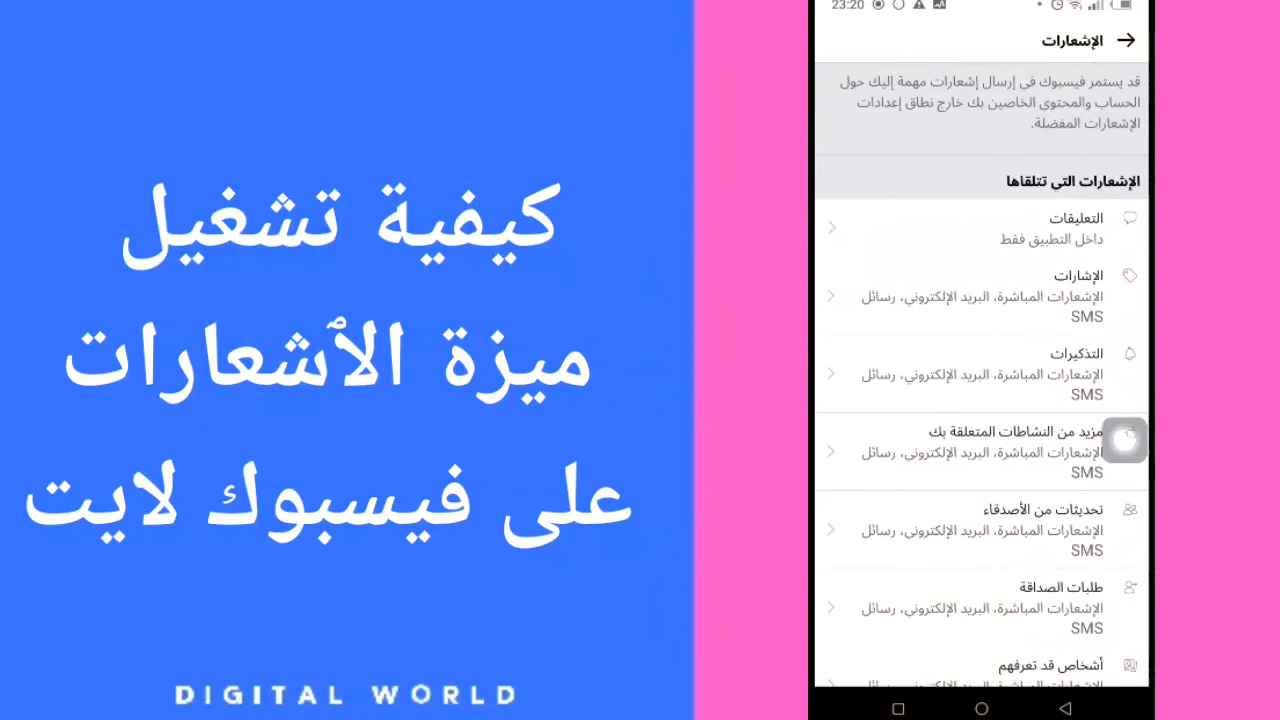 كيفية تشغيل
ميزة الأشعارات
على فيسبوك لايت
DIGITAL WORLD
23:20
الإشعارات
قد يستمر فيسبوك في إرسال إشعارات مهمة إليك حول
الحساب والمحتوى الخاصين بك خارج نطاق إعدادات
الإشعارات المفضلة.
الإشعارات التي تتلقاها
التعليقات
داخل التطبيق فقط
الإشارات
الإشعارات المباشرة، البريد الإلكتروني، رسائل
SMS
التذكيرات
الإشعارات المباشرة، البريد الإلكتروني، رسائل
SMS
مزيد من النشاطات المتعلقة بك
الإشعارات المباشرة، البريد الإلكتروني، رسائل
SMS
تحديثات من الأصدقاء
الإشعارات المباشرة، البريد الإلكتروني، رسائل
SMS
طلبات الصداقة
الإشعارات المباشرة، البريد الإلكتروني، رسائل
SMS
أشخاص قد تعرفهم